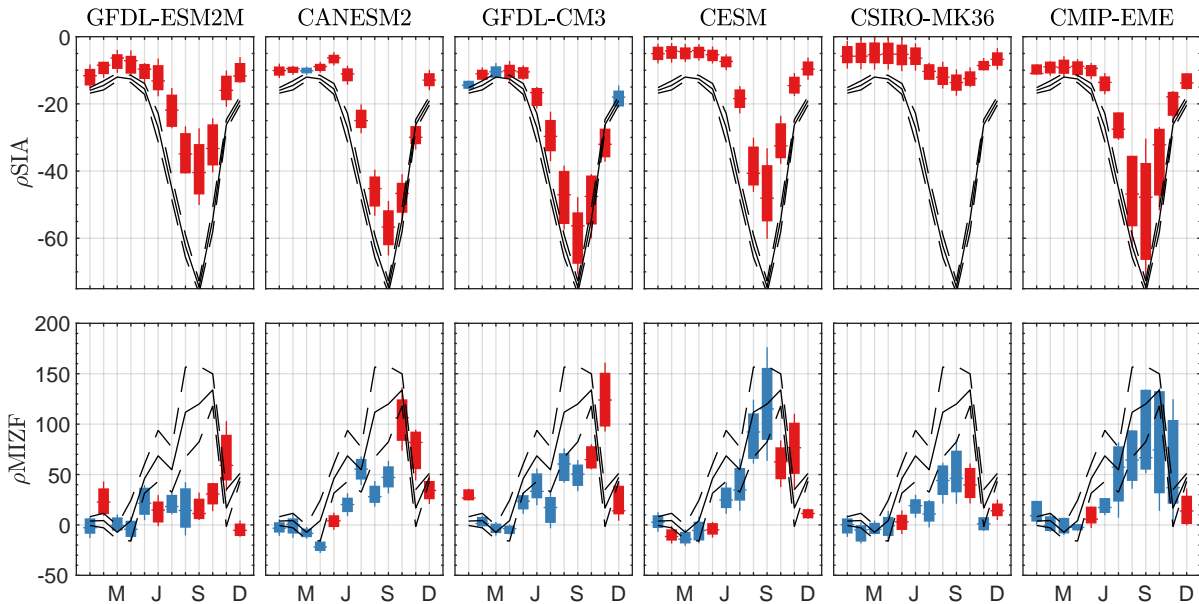 GFDL-ESM2M CANESM2 GFDL-CM3 CESM CSIRO-MK36 CMIP-EME
0
-20
-40
-60
ρSIA
200
150
100
50
0
-50
ρMIZF
M J S D M J S D M J S D M J S D M J S D M J S D